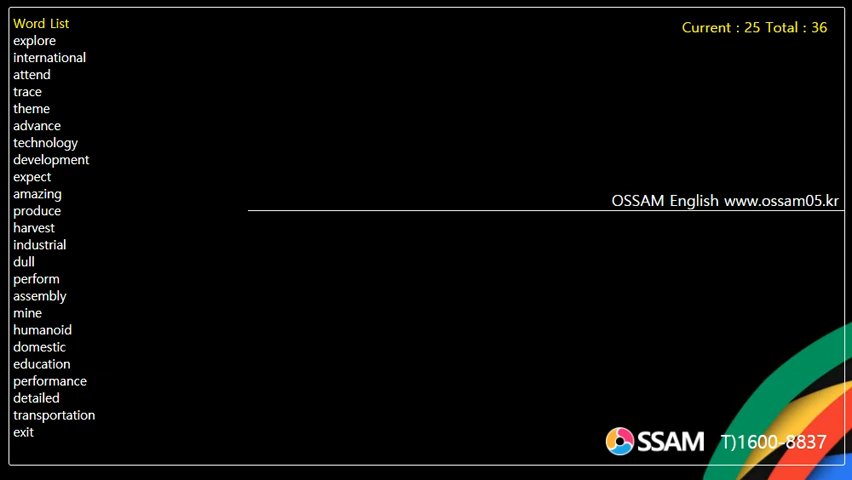 Word List
explore
international
attend
trace
theme
advance
technology
development
expect
amazing
produce
harvest
industrial
dull
perform
assembly
mine
humanoid
domestic
education
performance
detailed
transportation
exit
Current : 25 Total : 36
OSSAM English www.ossam05.kr
OSSAM T)1600-8837